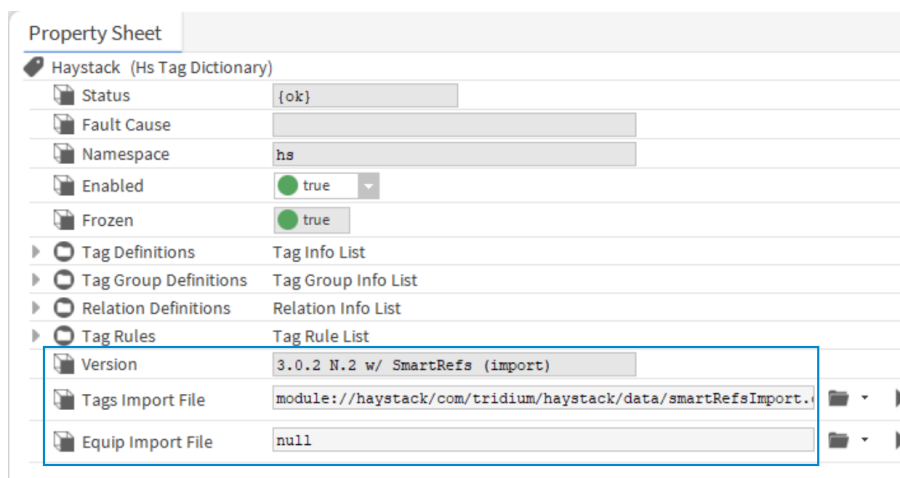 Property Sheet
Haystack (Hs Tag Dictionary)
Status {ok}
Fault Cause
Namespace hs
Enabled true
Frozen true
Tag Definitions Tag Info List
Tag Group Definitions Tag Group Info List
Relation Definitions Relation Info List
Tag Rules Tag Rule List
Version 3.0.2 N.2 w/ SmartRefs (import)
Tags Import File module://haystack/com/tridium/haystack/data/smartRefsImport.
Equip Import File null